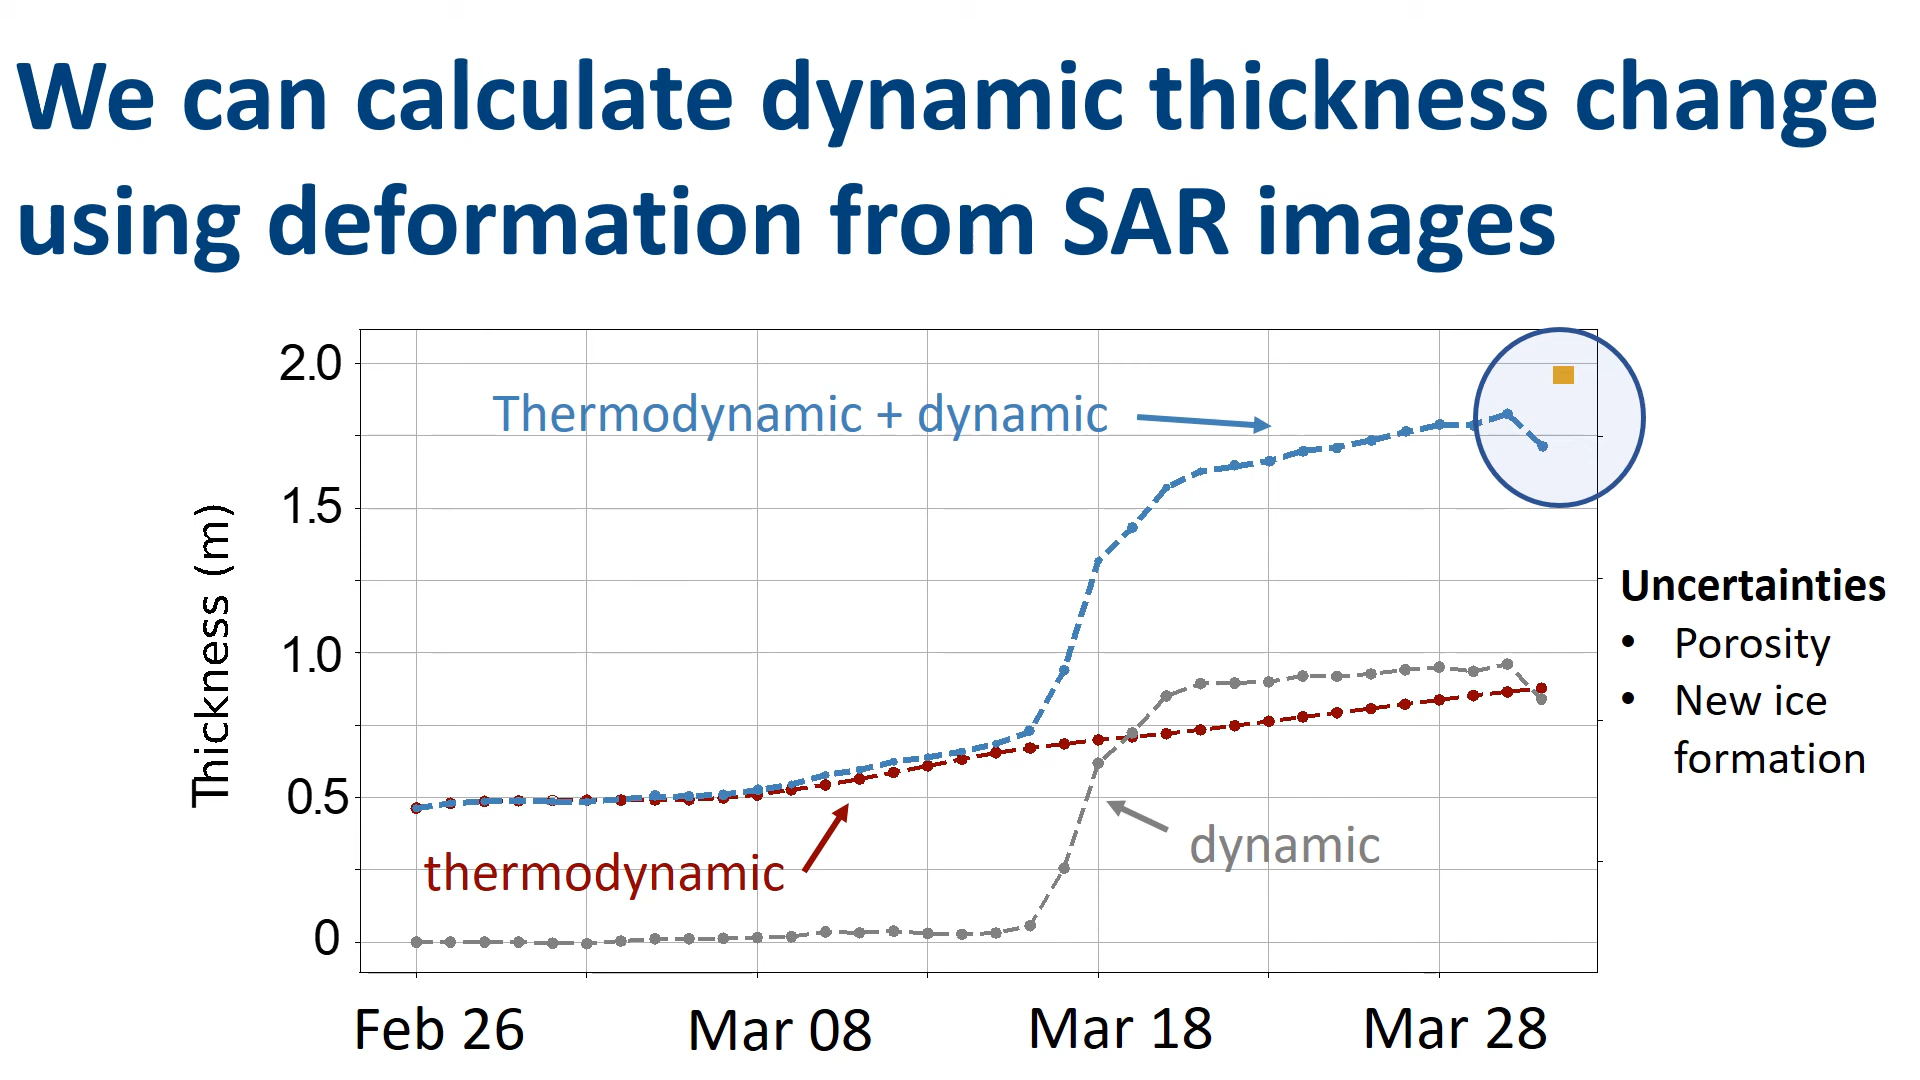 We can calculate dynamic thickness change
using deformation from SAR images
2.0
1.5
1.0
0.5
0
Thickness (m)
Thermodynamic + dynamic
thermodynamic
dynamic
Feb 26
Mar 08
Mar 18
Mar 28
Uncertainties
• Porosity
• New ice
formation